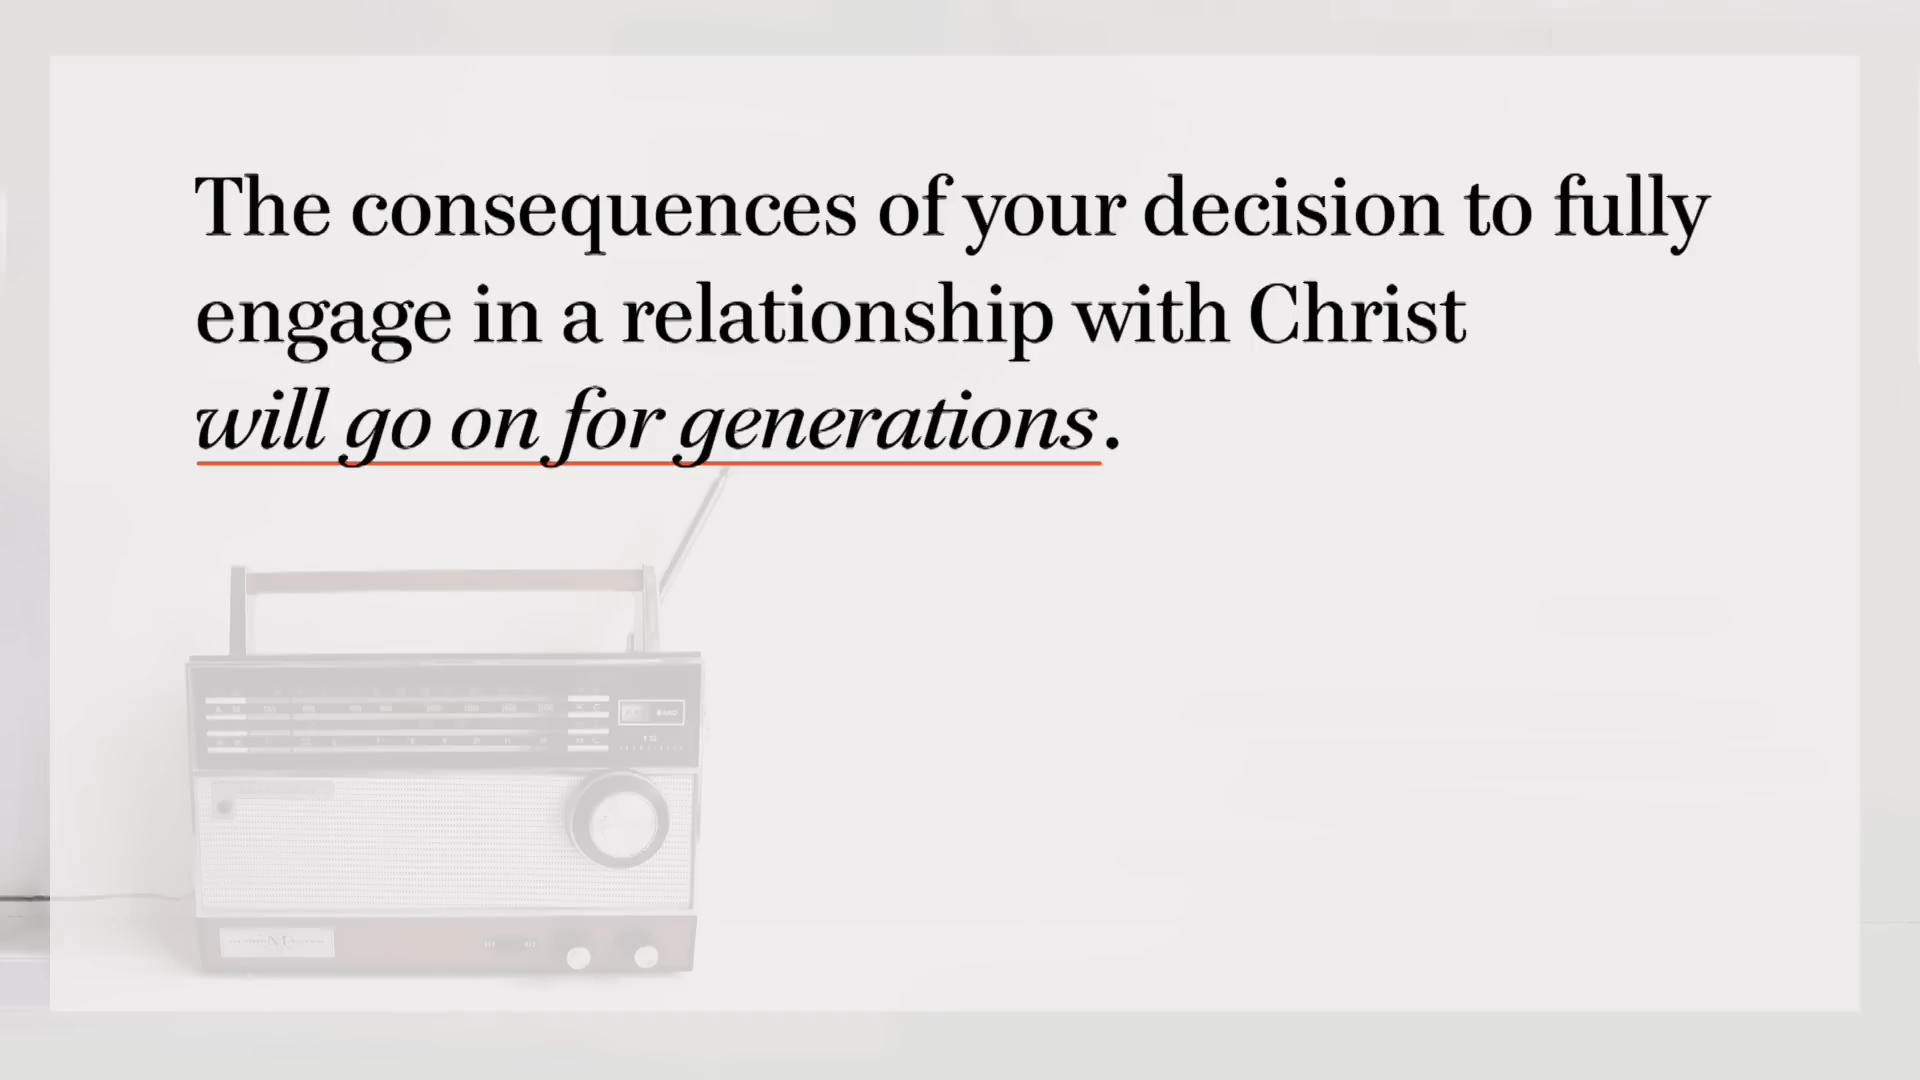 The consequences of your decision to fully
engage in a relationship with Christ
will go on for generations.